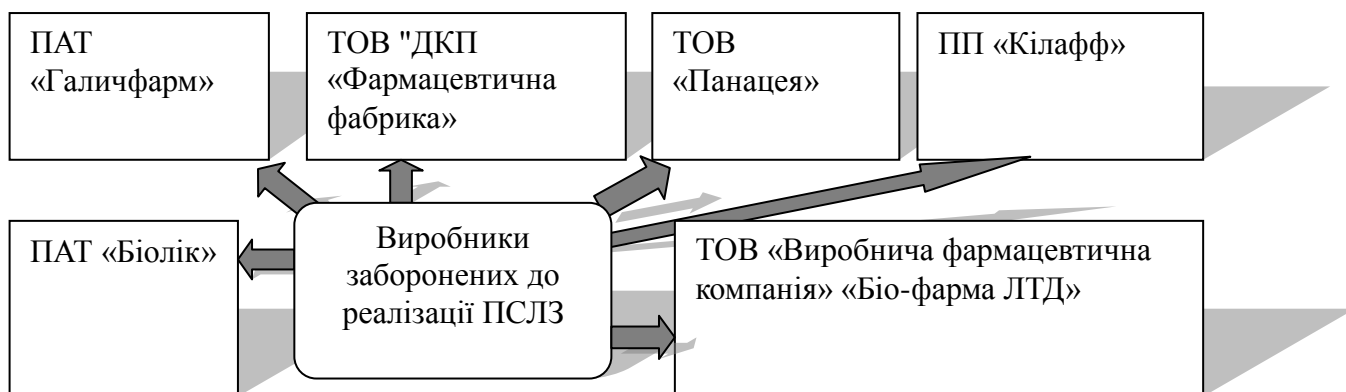 ПАТ
«Галичфарм»
ТОВ "ДКП
«Фармацевтична
фабрика»
ТОВ
«Панацея»
ПП «Кілафф»
ПАТ «Біолік»
Виробники
заборонених до
реалізації ПСЛЗ
ТОВ «Виробнича фармацевтична
компанія» «Біо-фарма ЛТД»